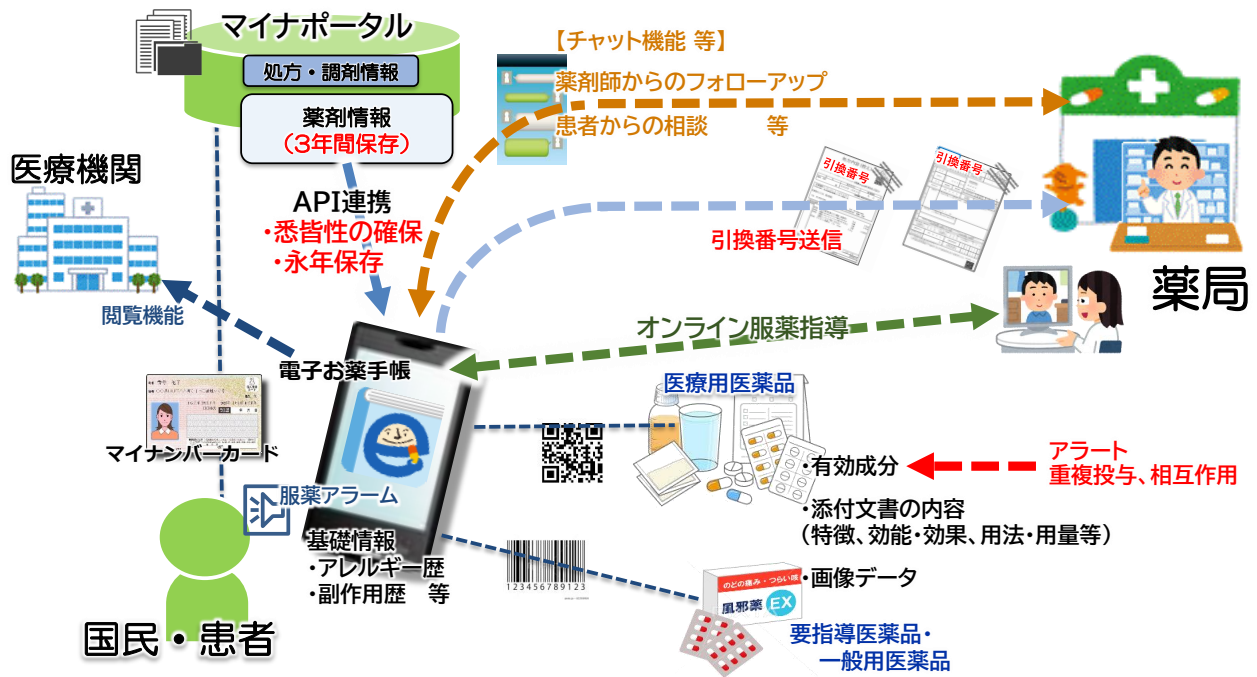 マイナポータル
処方・調剤情報
薬剤情報
（3年間保存）
【チャット機能 等】
薬剤師からのフォローアップ
患者からの相談　　　等
医療機関
API連携
・悉皆性の確保
・永年保存
引換番号
引換番号
引換番号送信
薬局
閲覧機能
オンライン服薬指導
電子お薬手帳
医療用医薬品
マイナンバーカード
アラート
重複投与、相互作用
・有効成分
服薬アラーム
・添付文書の内容
（特徴、効能・効果、用法・用量等）
基礎情報
・アレルギー歴
・副作用歴　等
・画像データ
123456789123
のどの痛み・つらい咳
風邪薬 EX
国民・患者
要指導医薬品・
一般用医薬品